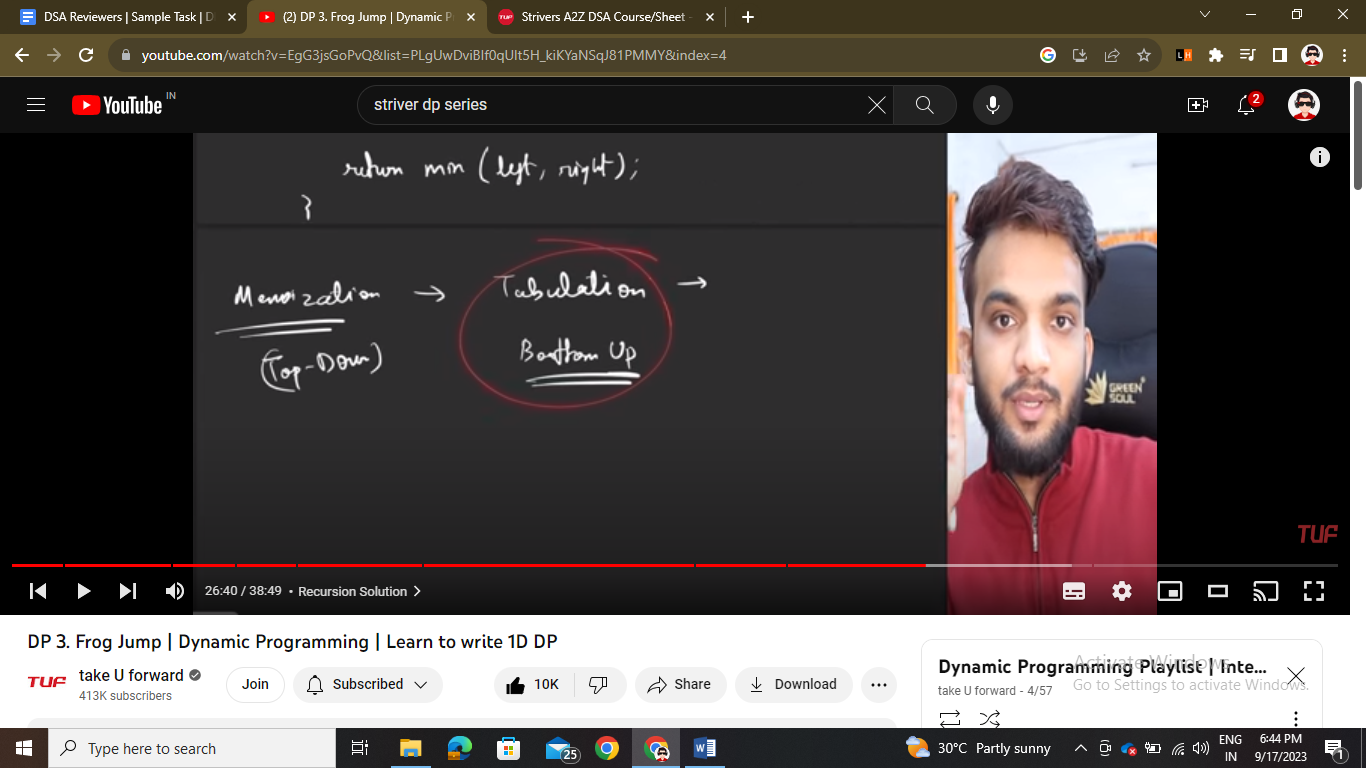 DSA Reviewers | Sample Task | D
(2) DP 3. Frog Jump | Dynamic P
TUF Strivers A2Z DSA Course/Sheet -
youtube.com/watch?v=EgG3jsGoPvQ&list=PLgUwDviBIf0qUlt5H_kiKYaNSqJ81PMMY&index=4
LH
YouTube IN
striver dp series
2
return min (left, right);
}
Memoization → Tabulation →
(Top-Down) Bottom Up
GREEN SOUL
TUF
26:40 / 38:49 • Recursion Solution >
DP 3. Frog Jump | Dynamic Programming | Learn to write 1D DP
TUF take U forward
413K subscribers
Join
Subscribed
10K
Share
Download
Dynamic Programming Playlist | Inte...
take U forward - 4/57
Activate Windows
Go to Settings to activate Windows.
Type here to search
25
30°C Partly sunny
ENG
IN
6:44 PM
9/17/2023
1